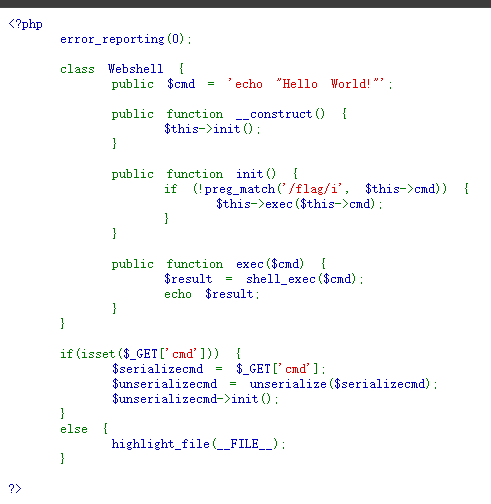 <?php
error_reporting(0);
class Webshell {
public $cmd = 'echo "Hello World!"';
public function __construct() {
$this->init();
}
public function init() {
if (!preg_match('/flag/i', $this->cmd)) {
$this->exec($this->cmd);
}
}
public function exec($cmd) {
$result = shell_exec($cmd);
echo $result;
}
}
if(isset($_GET['cmd'])) {
$serializecmd = $_GET['cmd'];
$unserializecmd = unserialize($serializecmd);
$unserializecmd->init();
}
else {
highlight_file(__FILE__);
}
?>